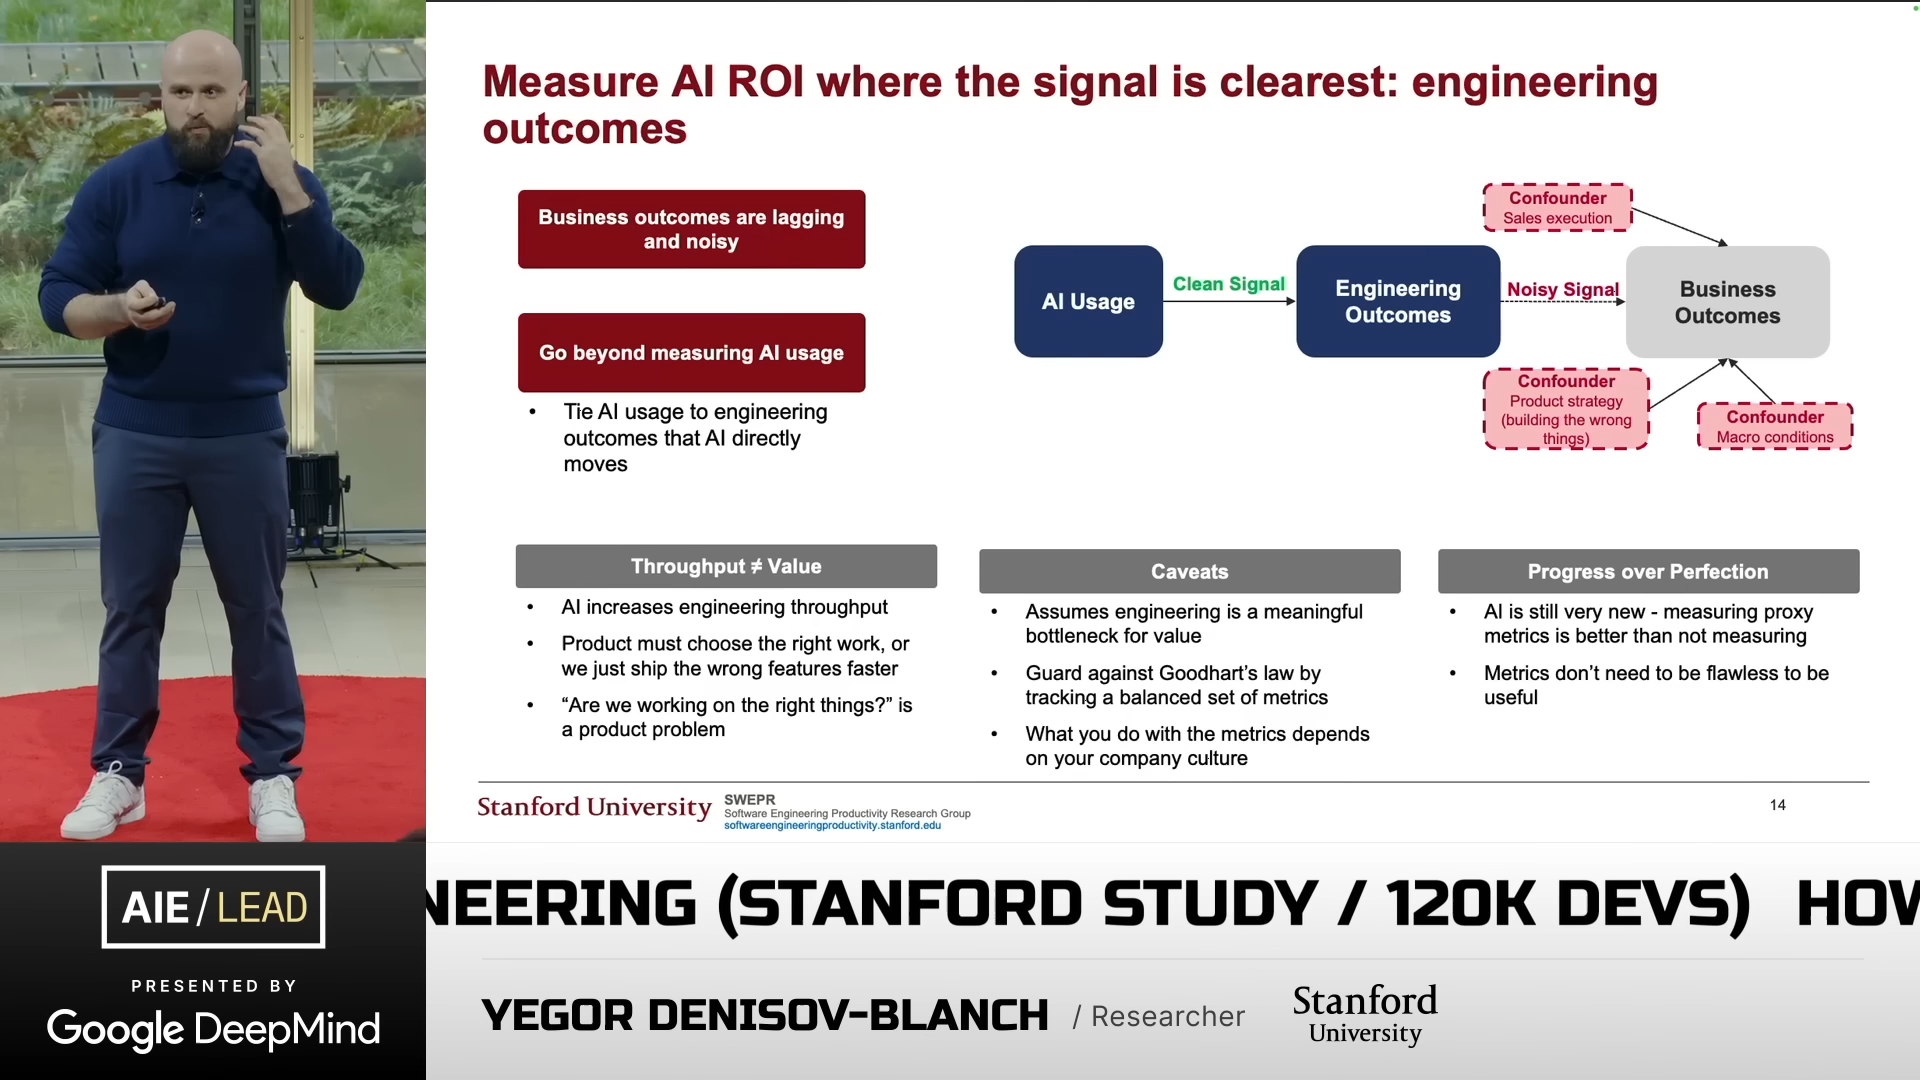 Measure AI ROI where the signal is clearest: engineering
outcomes
Business outcomes are lagging
and noisy
Go beyond measuring AI usage
• Tie AI usage to engineering
outcomes that AI directly
moves
AI Usage
Clean Signal
Engineering
Outcomes
Noisy Signal
Business
Outcomes
Confounder
Sales execution
Confounder
Product strategy
(building the wrong
things)
Confounder
Macro conditions
Throughput ≠ Value
• AI increases engineering throughput
• Product must choose the right work, or
we just ship the wrong features faster
• “Are we working on the right things?” is
a product problem
Caveats
• Assumes engineering is a meaningful
bottleneck for value
• Guard against Goodhart’s law by
tracking a balanced set of metrics
• What you do with the metrics depends
on your company culture
Progress over Perfection
• AI is still very new - measuring proxy
metrics is better than not measuring
• Metrics don’t need to be flawless to be
useful
Stanford University
SWEPR
Software Engineering Productivity Research Group
softwareengineeringproductivity.stanford.edu
14
AIE / LEAD
PRESENTED BY
Google DeepMind
NEERING (STANFORD STUDY / 120K DEVS) HOW
YEGOR DENISOV-BLANCH / Researcher
Stanford
University